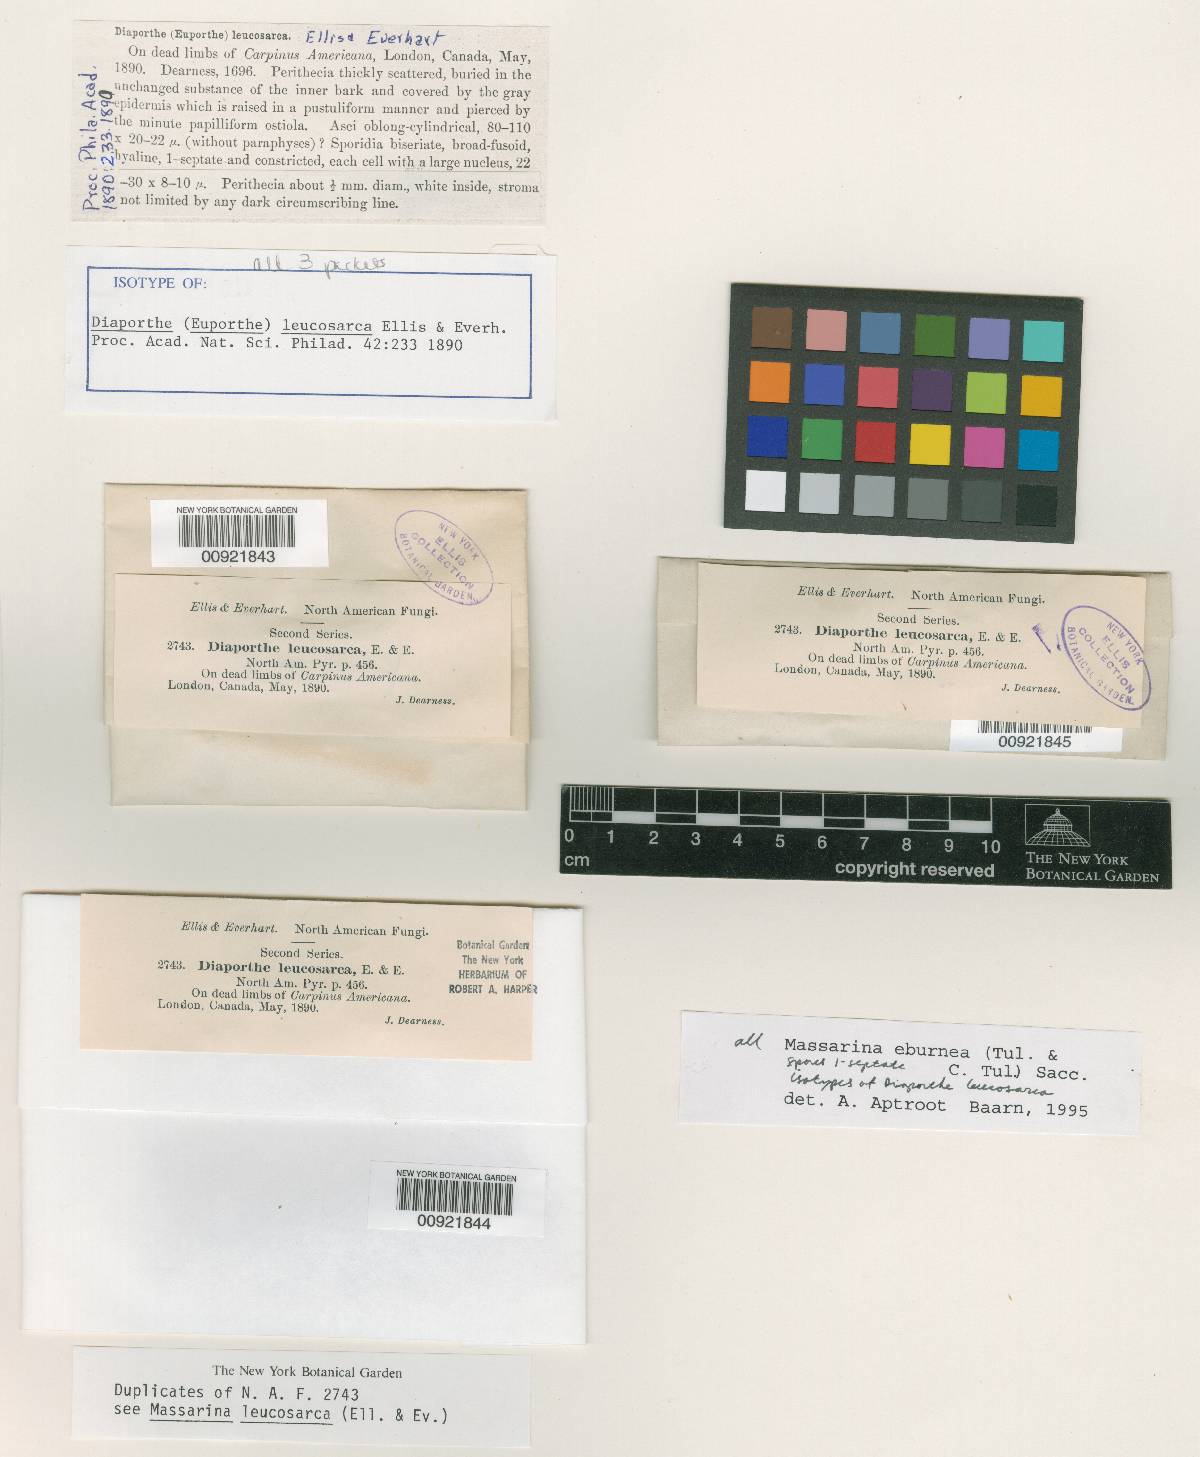 Diaporthe (Euporthe) leucosarca. Ellis & Everhart
On dead limbs of Carpinus Americana, London, Canada, May,
1890. Dearness, 1696. Perithecia thickly scattered, buried in the
unchanged substance of the inner bark and covered by the gray
epidermis which is raised in a pustuliform manner and pierced by
the minute papilliform ostiola. Asci oblong-cylindrical, 80–110
x 20–22 µ. (without paraphyses)? Sporidia biseriate, broad-fusoid,
hyaline, 1-septate and constricted, each cell with a large nucleus, 22
–30 x 8–10 µ. Perithecia about ½ mm. diam., white inside, stroma
not limited by any dark circumscribing line.
Proc. Phila. Acad.
1890:233.1890
all 3 packets
ISOTYPE OF:
Diaporthe (Euporthe) leucosarca Ellis & Everh.
Proc. Acad. Nat. Sci. Philad. 42:233 1890
NEW YORK BOTANICAL GARDEN
00921843
NEW YORK
ELLIS
COLLECTION
BOTANICAL GARDEN
Ellis & Everhart. North American Fungi.
Second Series.
2743. Diaporthe leucosarca, E. & E.
North Am. Pyr. p. 456.
On dead limbs of Carpinus Americana.
London, Canada, May, 1890.
J. Dearness.
Ellis & Everhart. North American Fungi.
Second Series.
2743. Diaporthe leucosarca, E. & E.
North Am. Pyr. p. 456.
On dead limbs of Carpinus Americana.
London, Canada, May, 1890.
J. Dearness.
NEW YORK
ELLIS
COLLECTION
BOTANICAL GARDEN
00921845
0 1 2 3 4 5 6 7 8 9 10
cm
copyright reserved
THE NEW YORK
BOTANICAL GARDEN
Ellis & Everhart. North American Fungi.
Second Series.
2743. Diaporthe leucosarca, E. & E.
North Am. Pyr. p. 456.
On dead limbs of Carpinus Americana.
London, Canada, May, 1890.
J. Dearness.
Botanical Garden
The New York
HERBARIUM OF
ROBERT A. HARPER
NEW YORK BOTANICAL GARDEN
00921844
all Massarina eburnea (Tul. &
spores 1-septate C. Tul.) Sacc.
isotypes of Diaporthe leucosarca
det. A. Aptroot Baarn, 1995
The New York Botanical Garden
Duplicates of N. A. F. 2743
see Massarina leucosarca (Ell. & Ev.)